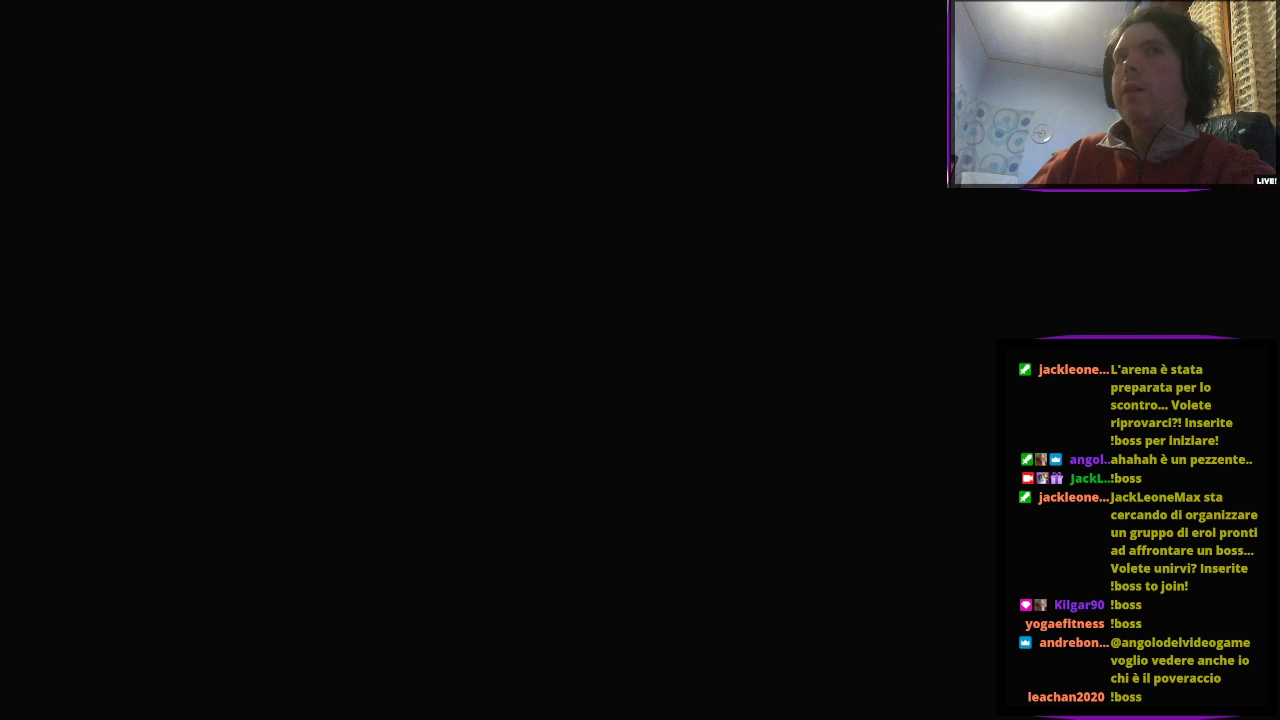 LIVE!
jackleone... L'arena è stata
preparata per lo
scontro... Volete
riprovarci?! Inserite
!boss per iniziare!
angol... ahahah è un pezzente..
JackL... !boss
jackleone... JackLeoneMax sta
cercando di organizzare
un gruppo di eroi pronti
ad affrontare un boss...
Volete unirvi? Inserite
!boss to join!
Kilgar90 !boss
yogaefitness !boss
andrebon... @angolodelvideogame
voglio vedere anche io
chi è il poveraccio
leachan2020 !boss